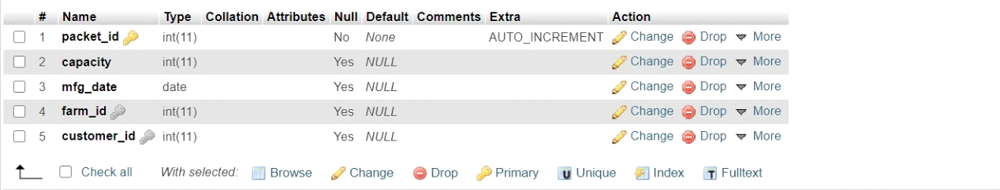 # Name Type Collation Attributes Null Default Comments Extra Action
1 packet_id int(11) No None AUTO_INCREMENT Change Drop More
2 capacity int(11) Yes NULL Change Drop More
3 mfg_date date Yes NULL Change Drop More
4 farm_id int(11) Yes NULL Change Drop More
5 customer_id int(11) Yes NULL Change Drop More
Check all With selected: Browse Change Drop Primary U Unique Index T Fulltext